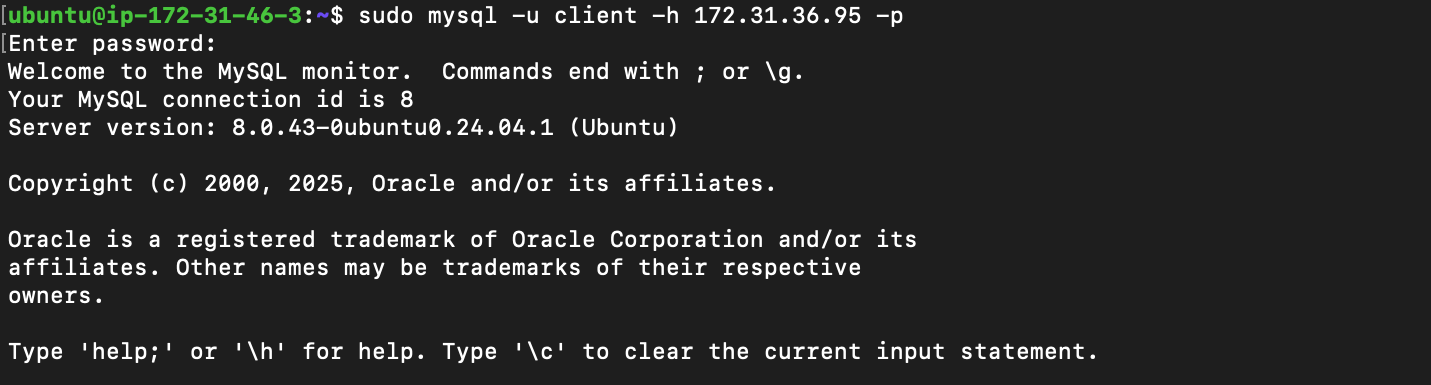 [ubuntu@ip-172-31-46-3:~$ sudo mysql -u client -h 172.31.36.95 -p
[Enter password:
Welcome to the MySQL monitor.  Commands end with ; or \g.
Your MySQL connection id is 8
Server version: 8.0.43-0ubuntu0.24.04.1 (Ubuntu)

Copyright (c) 2000, 2025, Oracle and/or its affiliates.

Oracle is a registered trademark of Oracle Corporation and/or its
affiliates. Other names may be trademarks of their respective
owners.

Type 'help;' or '\h' for help. Type '\c' to clear the current input statement.